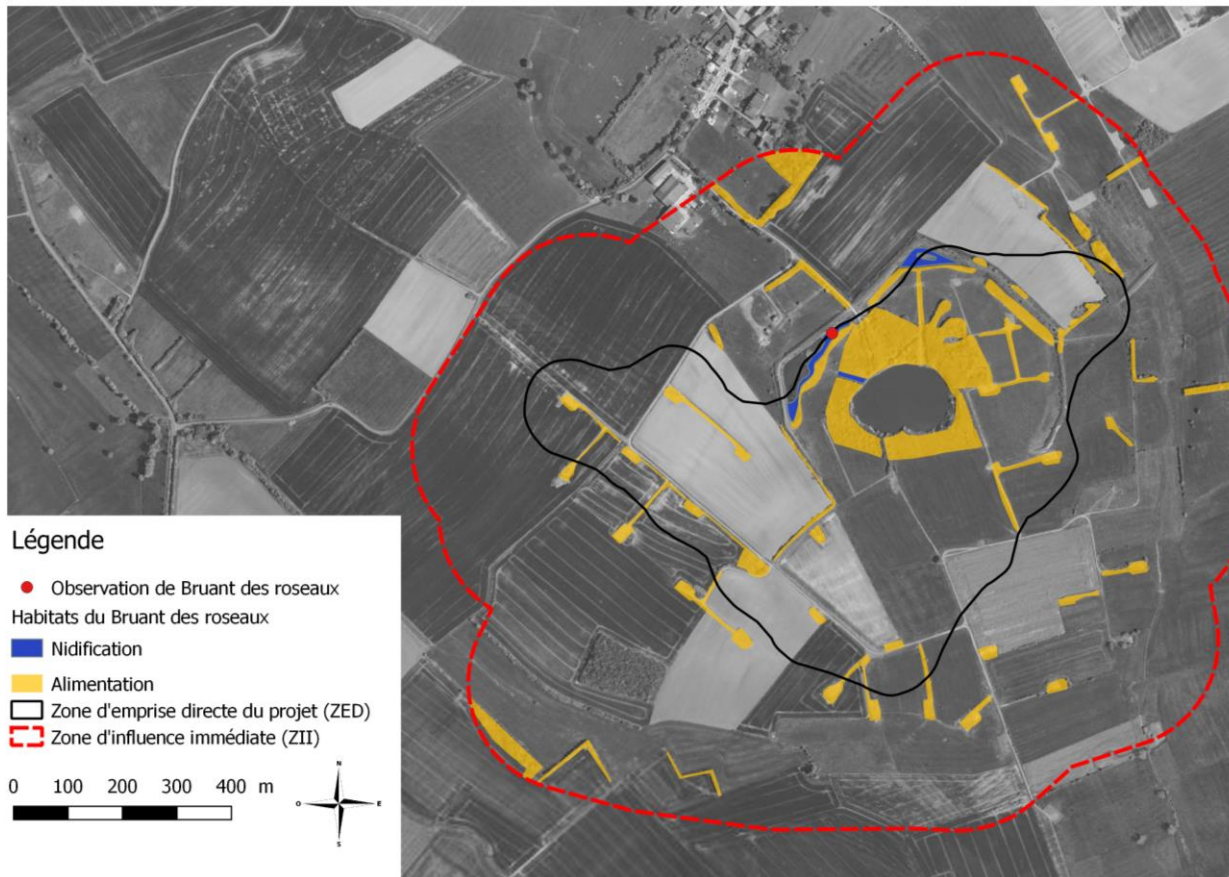 Légende
Observation de Bruant des roseaux
Habitats du Bruant des roseaux
Nidification
Alimentation
Zone d'emprise directe du projet (ZED)
Zone d'influence immédiate (ZII)
0 100 200 300 400 m
N
O E
S